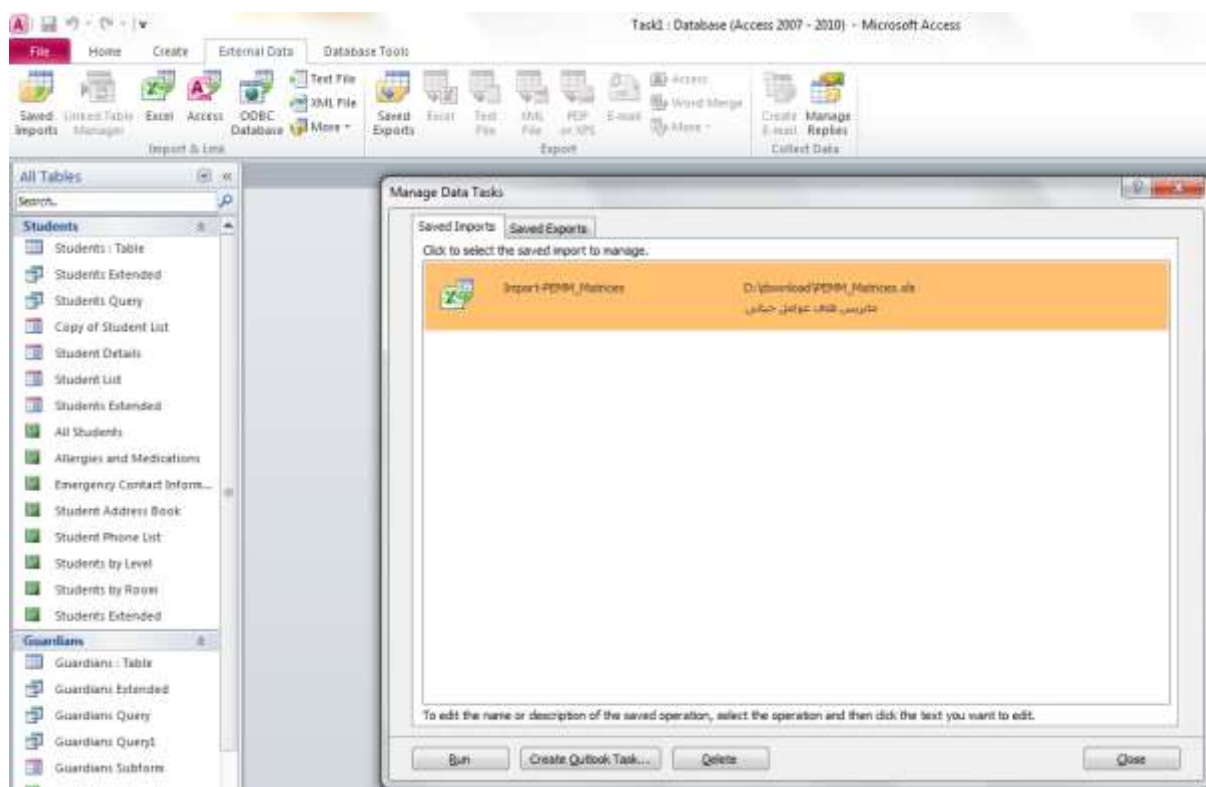 Task1 : Database (Access 2007 - 2010) - Microsoft Access
File Home Create External Data Database Tools
Saved Imports
Linked Table Manager
Excel
Access
ODBC Database
Text File
XML File
More
Import & Link
Saved Exports
Excel
Text File
XML File
PDF or XPS
E-mail
Access
Word Merge
More
Export
Create E-mail
Manage Replies
Collect Data
All Tables
Search..
Students
Students : Table
Students Extended
Students Query
Copy of Student List
Student Details
Student List
Students Extended
All Students
Allergies and Medications
Emergency Contact Inform...
Student Address Book
Student Phone List
Students by Level
Students by Room
Students Extended
Guardians
Guardians : Table
Guardians Extended
Guardians Query
Guardians Query1
Guardians Subform
Manage Data Tasks
Saved Imports Saved Exports
Click to select the saved import to manage.
Import-PEMM_Matrices D:\download\PEMM_Matrices.xls
عوامل حیاتی
To edit the name or description of the saved operation, select the operation and then click the text you want to edit.
Run Create Outlook Task... Delete Close